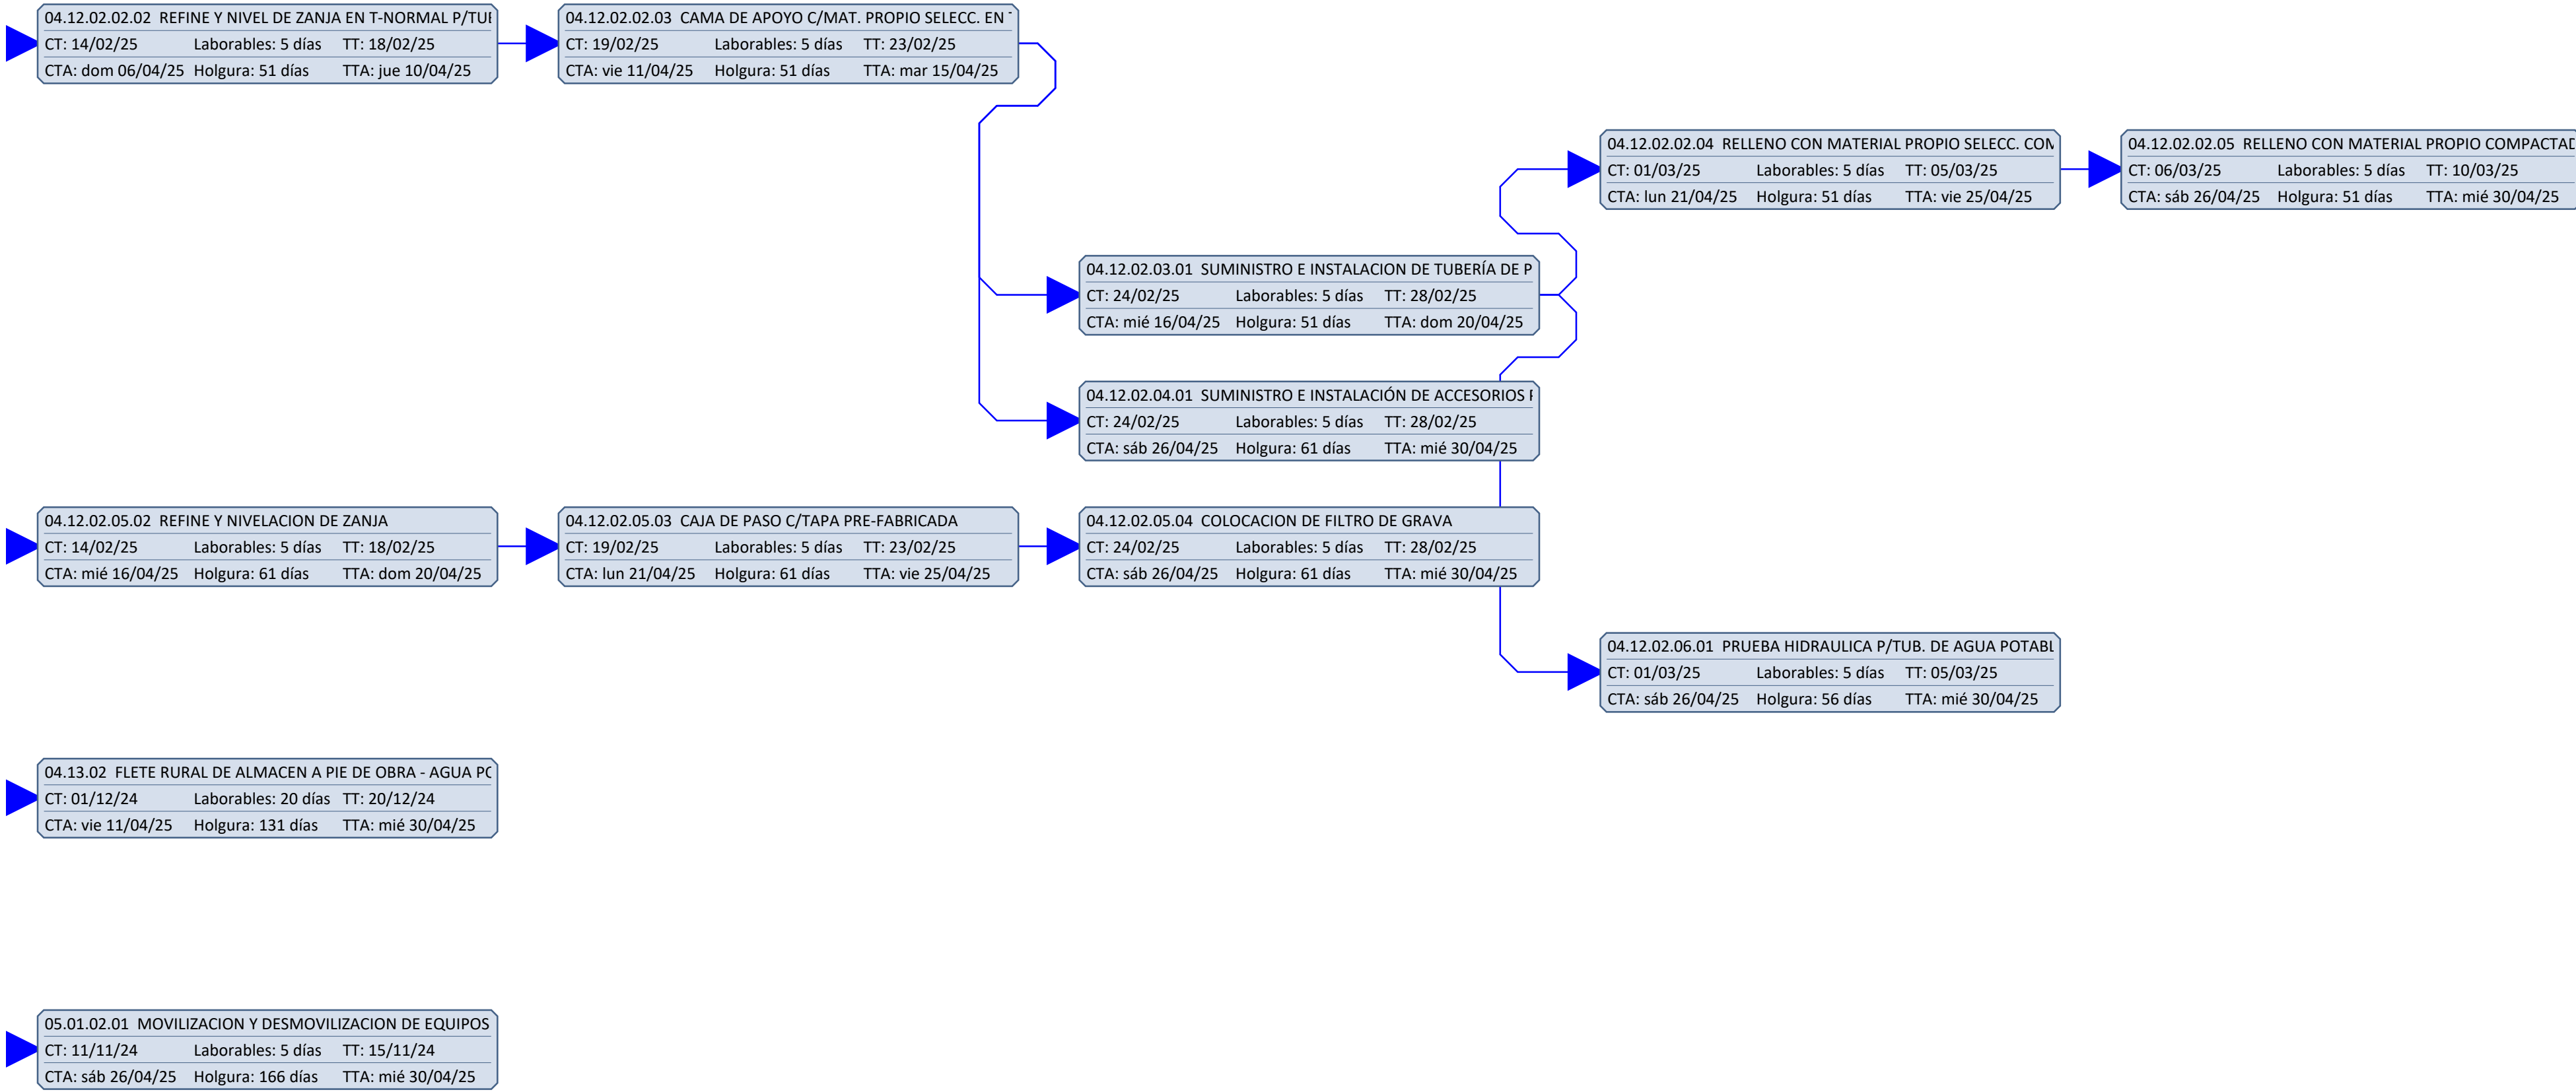 04.12.02.02.02 REFINE Y NIVEL DE ZANJA EN T-NORMAL
CT: 14/02/25 Laborables: 5 días TT: 18/02/25
CTA: dom 06/04/25 Holgura: 51 días TTA: jue 10/04/25
04.12.02.02.03 CAMA DE APOYO C/MAT. PROPIO SELECC. EN
CT: 19/02/25 Laborables: 5 días TT: 23/02/25
CTA: vie 11/04/25 Holgura: 51 días TTA: mar 15/04/25
04.12.02.02.04 RELLENO CON MATERIAL PROPIO SELECC.
CT: 01/03/25 Laborables: 5 días TT: 05/03/25
CTA: lun 21/04/25 Holgura: 51 días TTA: vie 25/04/25
04.12.02.02.05 RELLENO CON MATERIAL PROPIO
CT: 06/03/25 Laborables: 5 días TT: 10/03/25
CTA: sáb 26/04/25 Holgura: 51 días TTA: mié 30/04/25
04.12.02.03.01 SUMINISTRO E INSTALACION DE TUBERÍA DE P
CT: 24/02/25 Laborables: 5 días TT: 28/02/25
CTA: mié 16/04/25 Holgura: 51 días TTA: dom 20/04/25
04.12.02.04.01 SUMINISTRO E INSTALACIÓN DE ACCESORIOS
CT: 24/02/25 Laborables: 5 días TT: 28/02/25
CTA: sáb 26/04/25 Holgura: 61 días TTA: mié 30/04/25
04.12.02.05.02 REFINE Y NIVELACION DE ZANJA
CT: 14/02/25 Laborables: 5 días TT: 18/02/25
CTA: mié 16/04/25 Holgura: 61 días TTA: dom 20/04/25
04.12.02.05.03 CAJA DE PASO C/TAPA PRE-FABRICADA
CT: 19/02/25 Laborables: 5 días TT: 23/02/25
CTA: lun 21/04/25 Holgura: 61 días TTA: vie 25/04/25
04.12.02.05.04 COLOCACION DE FILTRO DE GRAVA
CT: 24/02/25 Laborables: 5 días TT: 28/02/25
CTA: sáb 26/04/25 Holgura: 61 días TTA: mié 30/04/25
04.12.02.06.01 PRUEBA HIDRAULICA P/TUB. DE AGUA
CT: 01/03/25 Laborables: 5 días TT: 05/03/25
CTA: sáb 26/04/25 Holgura: 56 días TTA: mié 30/04/25
04.13.02 FLETE RURAL DE ALMACEN A PIE DE OBRA - AGUA
CT: 01/12/24 Laborables: 20 días TT: 20/12/24
CTA: vie 11/04/25 Holgura: 131 días TTA: mié 30/04/25
05.01.02.01 MOVILIZACION Y DESMOVILIZACION DE EQUIPOS
CT: 11/11/24 Laborables: 5 días TT: 15/11/24
CTA: sáb 26/04/25 Holgura: 166 días TTA: mié 30/04/25